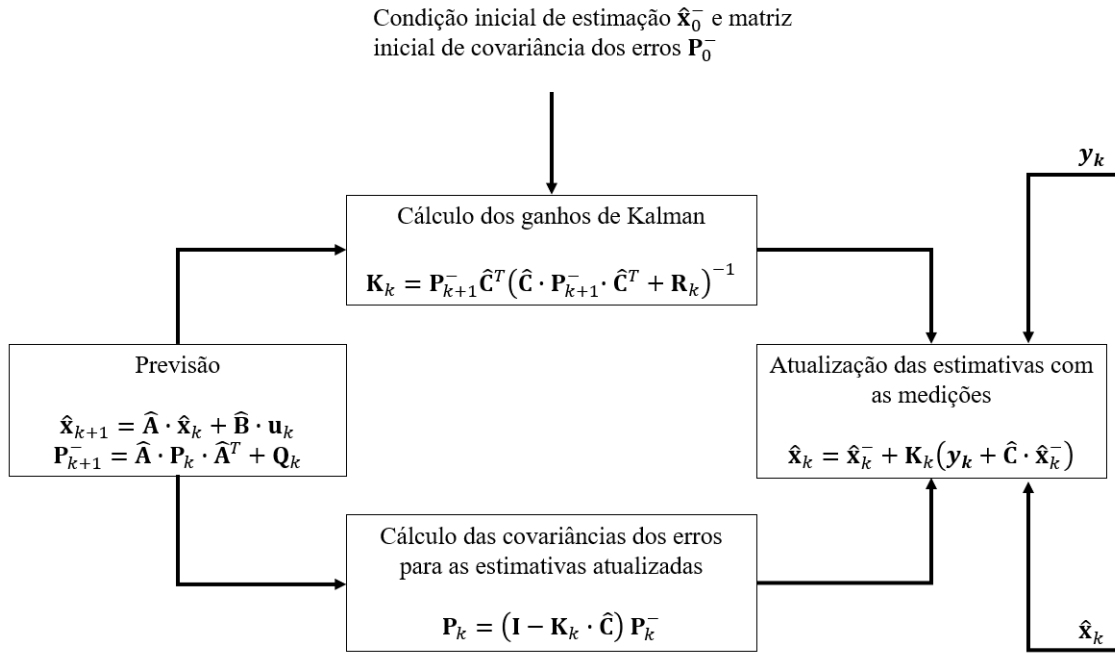 Condição inicial de estimação x̂₀⁻ e matriz
inicial de covariância dos erros P₀⁻
yₖ
Cálculo dos ganhos de Kalman
Kₖ = P⁻ₖ₊₁Ĉᵀ(Ĉ · P⁻ₖ₊₁ · Ĉᵀ + Rₖ)⁻¹
Previsão
x̂ₖ₊₁ = Â · x̂ₖ + B̂ · uₖ
P⁻ₖ₊₁ = Â · Pₖ · Âᵀ + Qₖ
Atualização das estimativas com
as medições
x̂ₖ = x̂ₖ⁻ + Kₖ(yₖ + Ĉ · x̂ₖ⁻)
Cálculo das covariâncias dos erros
para as estimativas atualizadas
Pₖ = (I − Kₖ · Ĉ) Pₖ⁻
x̂ₖ